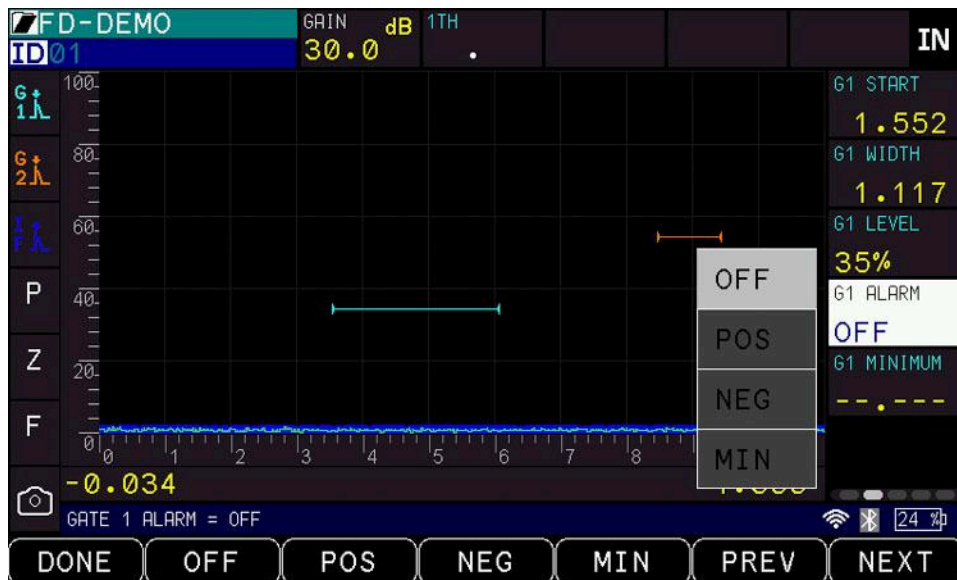 FD-DEMO
ID01
GAIN dB
30.0
1TH
.
IN
G1
G2
IF
P
Z
F
100
80
60
40
20
0
0 1 2 3 4 5 6 7 8
-0.034
G1 START
1.552
G1 WIDTH
1.117
G1 LEVEL
35%
G1 ALARM
OFF
G1 MINIMUM
--.---
OFF
POS
NEG
MIN
GATE 1 ALARM = OFF
24 %
DONE OFF POS NEG MIN PREV NEXT